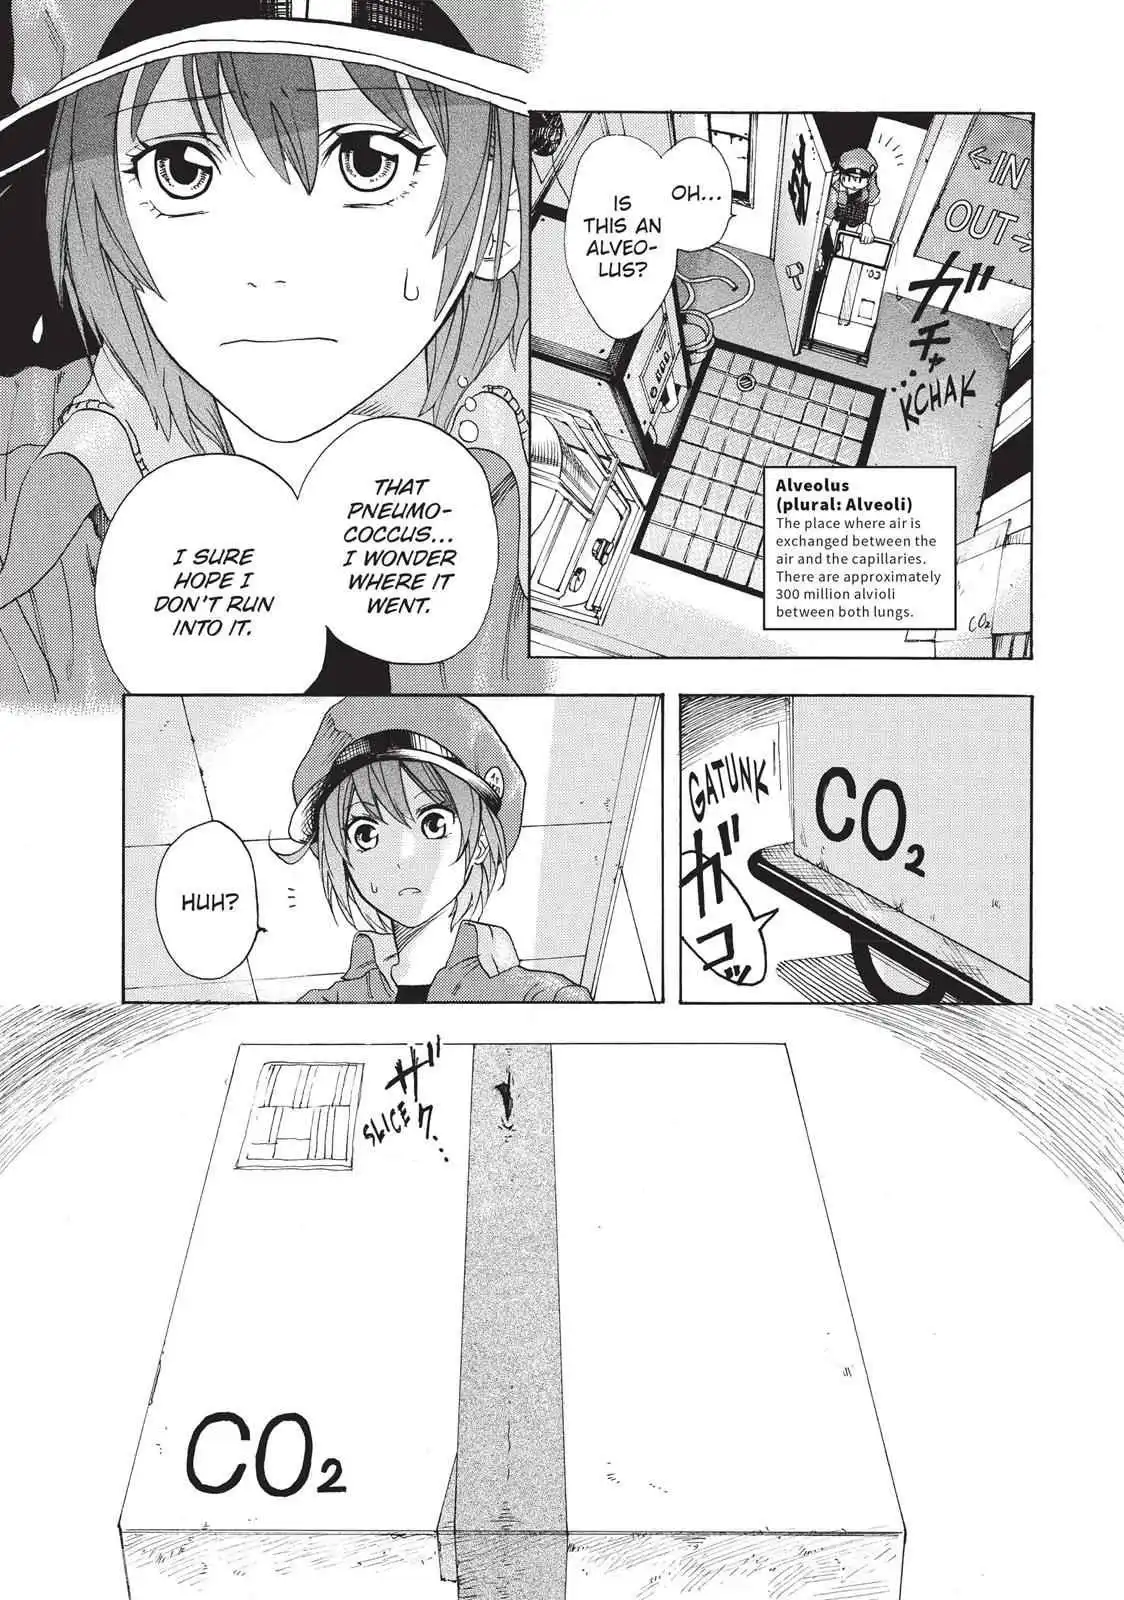 OH...
IS
THIS AN
ALVEO-
LUS?
←IN
OUT→
CO2
ガチャ...
KCHAK
Alveolus
(plural: Alveoli)
The place where air is
exchanged between the
air and the capillaries.
There are approximately
300 million alvioli
between both lungs.
CO2
THAT
PNEUMO-
COCCUS...
I WONDER
WHERE IT
WENT.
I SURE
HOPE I
DON'T RUN
INTO IT.
GATUNK!
ガコッ
CO2
HUH?
ザク...
SLICE
CO2